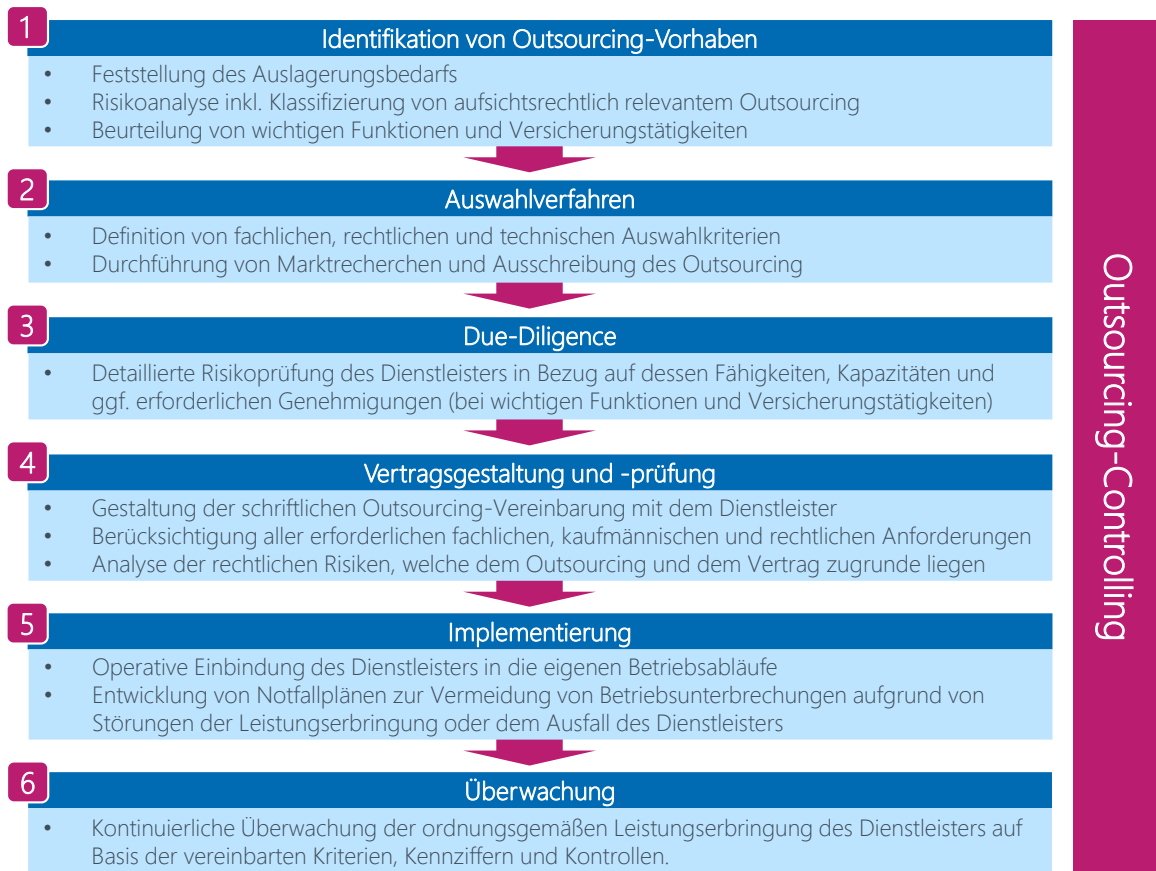 1
Identifikation von Outsourcing-Vorhaben
• Feststellung des Auslagerungsbedarfs
• Risikoanalyse inkl. Klassifizierung von aufsichtsrechtlich relevantem Outsourcing
• Beurteilung von wichtigen Funktionen und Versicherungstätigkeiten
2
Auswahlverfahren
• Definition von fachlichen, rechtlichen und technischen Auswahlkriterien
• Durchführung von Marktrecherchen und Ausschreibung des Outsourcing
3
Due-Diligence
• Detaillierte Risikoprüfung des Dienstleisters in Bezug auf dessen Fähigkeiten, Kapazitäten und
ggf. erforderlichen Genehmigungen (bei wichtigen Funktionen und Versicherungstätigkeiten)
4
Vertragsgestaltung und -prüfung
• Gestaltung der schriftlichen Outsourcing-Vereinbarung mit dem Dienstleister
• Berücksichtigung aller erforderlichen fachlichen, kaufmännischen und rechtlichen Anforderungen
• Analyse der rechtlichen Risiken, welche dem Outsourcing und dem Vertrag zugrunde liegen
5
Implementierung
• Operative Einbindung des Dienstleisters in die eigenen Betriebsabläufe
• Entwicklung von Notfallplänen zur Vermeidung von Betriebsunterbrechungen aufgrund von
Störungen der Leistungserbringung oder dem Ausfall des Dienstleisters
6
Überwachung
• Kontinuierliche Überwachung der ordnungsgemäßen Leistungserbringung des Dienstleisters auf
Basis der vereinbarten Kriterien, Kennziffern und Kontrollen.
Outsourcing-Controlling